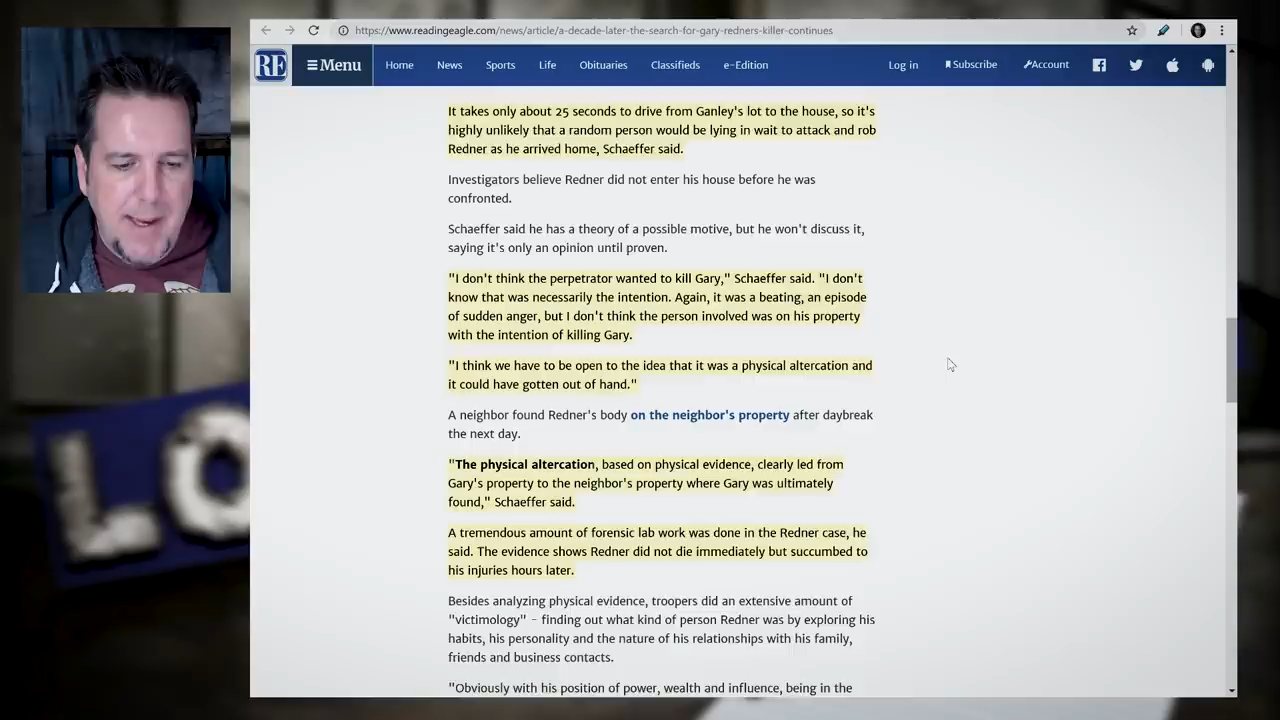 https://www.readingeagle.com/news/article/a-decade-later-the-search-for-gary-redners-killer-continues
RE
Menu
Home
News
Sports
Life
Obituaries
Classifieds
e-Edition
Log in
Subscribe
Account
It takes only about 25 seconds to drive from Ganley's lot to the house, so it's
highly unlikely that a random person would be lying in wait to attack and rob
Redner as he arrived home, Schaeffer said.
Investigators believe Redner did not enter his house before he was
confronted.
Schaeffer said he has a theory of a possible motive, but he won't discuss it,
saying it's only an opinion until proven.
"I don't think the perpetrator wanted to kill Gary," Schaeffer said. "I don't
know that was necessarily the intention. Again, it was a beating, an episode
of sudden anger, but I don't think the person involved was on his property
with the intention of killing Gary.
"I think we have to be open to the idea that it was a physical altercation and
it could have gotten out of hand."
A neighbor found Redner's body on the neighbor's property after daybreak
the next day.
"The physical altercation, based on physical evidence, clearly led from
Gary's property to the neighbor's property where Gary was ultimately
found," Schaeffer said.
A tremendous amount of forensic lab work was done in the Redner case, he
said. The evidence shows Redner did not die immediately but succumbed to
his injuries hours later.
Besides analyzing physical evidence, troopers did an extensive amount of
"victimology" - finding out what kind of person Redner was by exploring his
habits, his personality and the nature of his relationships with his family,
friends and business contacts.
"Obviously with his position of power, wealth and influence, being in the
LO